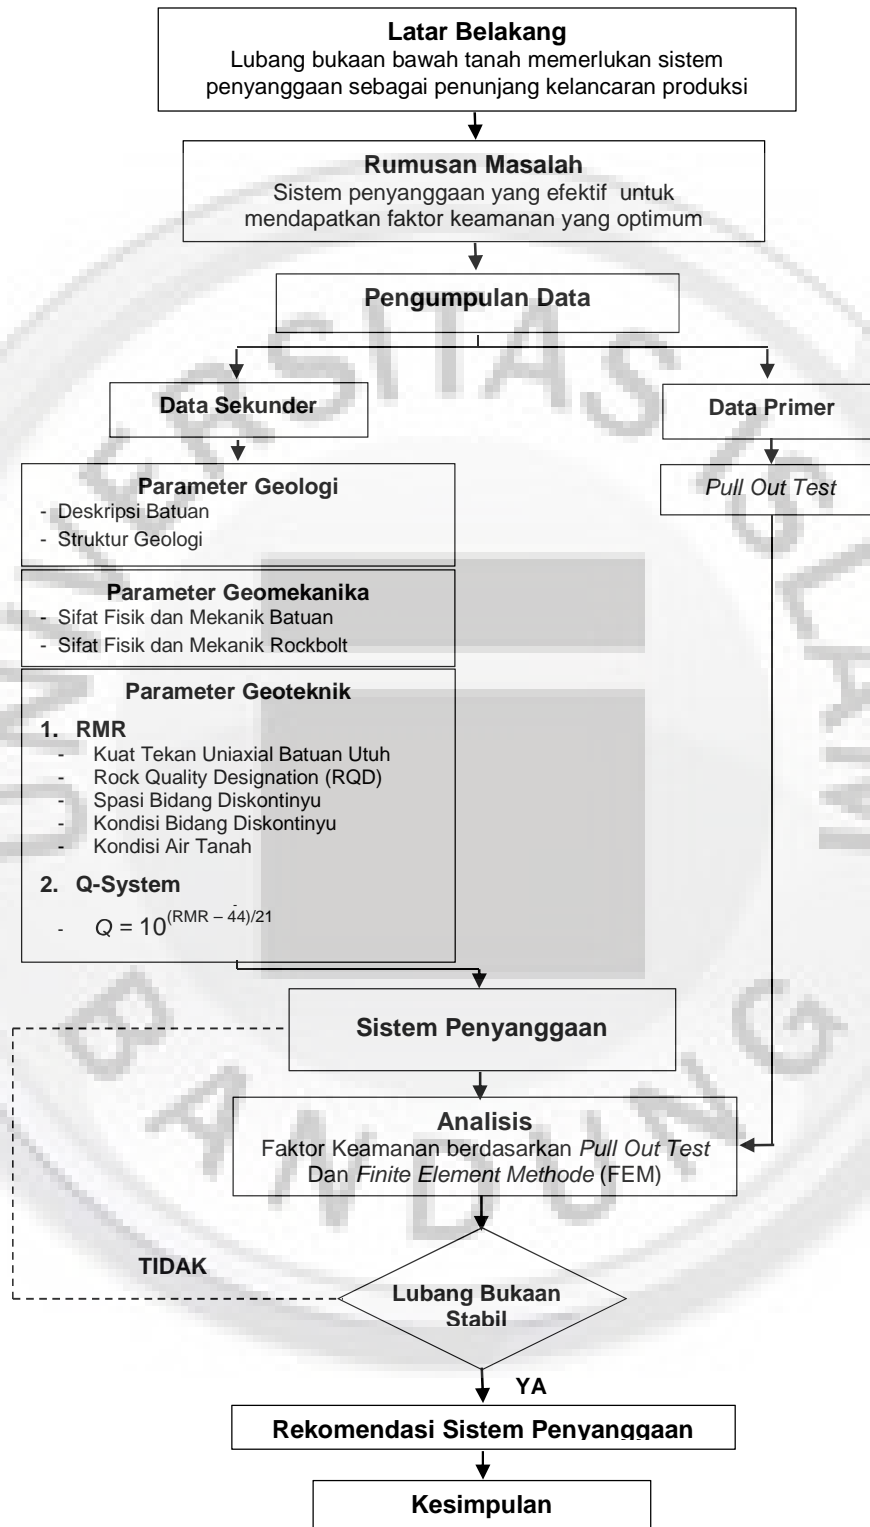 Latar Belakang
Lubang bukaan bawah tanah memerlukan sistem
penyanggaan sebagai penunjang kelancaran produksi
Rumusan Masalah
Sistem penyanggaan yang efektif untuk
mendapatkan faktor keamanan yang optimum
Pengumpulan Data
Data Sekunder
Data Primer
Parameter Geologi
- Deskripsi Batuan
- Struktur Geologi
Pull Out Test
Parameter Geomekanika
- Sifat Fisik dan Mekanik Batuan
- Sifat Fisik dan Mekanik Rockbolt
Parameter Geoteknik
1. RMR
- Kuat Tekan Uniaxial Batuan Utuh
- Rock Quality Designation (RQD)
- Spasi Bidang Diskontinyu
- Kondisi Bidang Diskontinyu
- Kondisi Air Tanah
2. Q-System
- Q = 10^(RMR – 44)/21
Sistem Penyanggaan
Analisis
Faktor Keamanan berdasarkan Pull Out Test
Dan Finite Element Methode (FEM)
TIDAK
Lubang Bukaan
Stabil
YA
Rekomendasi Sistem Penyanggaan
Kesimpulan
UNIVERSITAS ISLAM
BANDUNG